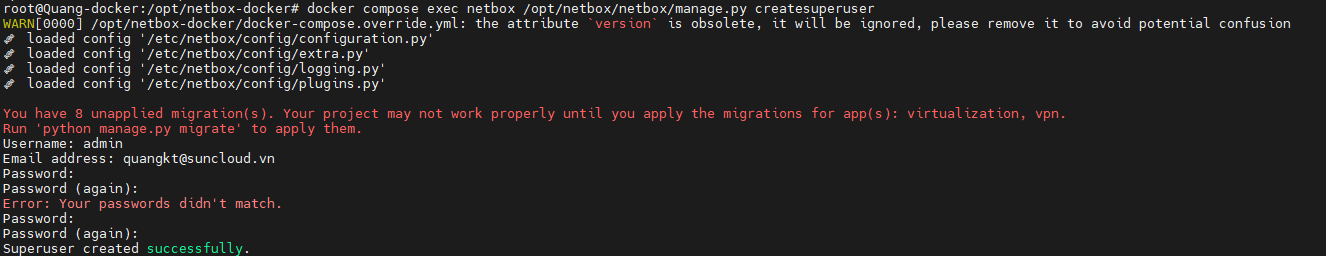 root@Quang-docker:/opt/netbox-docker# docker compose exec netbox /opt/netbox/netbox/manage.py createsuperuser
WARN[0000] /opt/netbox-docker/docker-compose.override.yml: the attribute `version` is obsolete, it will be ignored, please remove it to avoid potential confusion
🧬 loaded config '/etc/netbox/config/configuration.py'
🧬 loaded config '/etc/netbox/config/extra.py'
🧬 loaded config '/etc/netbox/config/logging.py'
🧬 loaded config '/etc/netbox/config/plugins.py'
You have 8 unapplied migration(s). Your project may not work properly until you apply the migrations for app(s): virtualization, vpn.
Run 'python manage.py migrate' to apply them.
Username: admin
Email address: quangkt@suncloud.vn
Password:
Password (again):
Error: Your passwords didn't match.
Password:
Password (again):
Superuser created successfully.